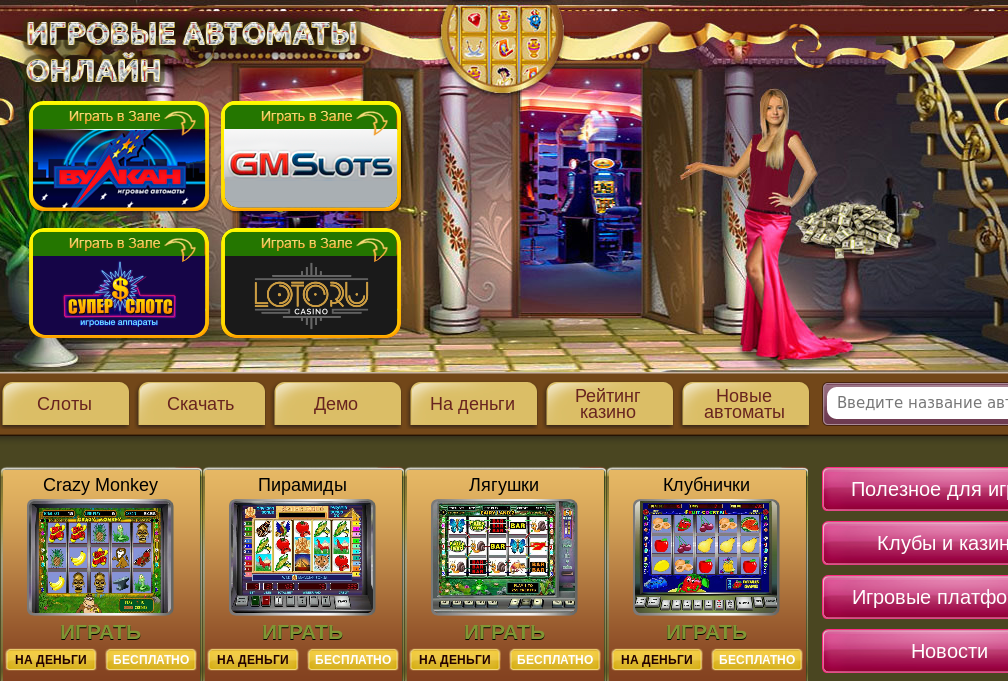 ИГРОВЫЕ АВТОМАТЫ
ОНЛАЙН
Играть в Зале
Играть в Зале
ВУЛКАН
игровые автоматы
GMSLOTS
Играть в Зале
Играть в Зале
$
СУПЕР СЛОТС
игровые аппараты
LOTORU
CASINO
Слоты
Скачать
Демо
На деньги
Рейтинг
казино
Новые
автоматы
Введите название авт
Crazy Monkey
Пирамиды
Лягушки
Клубнички
ИГРАТЬ
ИГРАТЬ
ИГРАТЬ
ИГРАТЬ
НА ДЕНЬГИ
БЕСПЛАТНО
НА ДЕНЬГИ
БЕСПЛАТНО
НА ДЕНЬГИ
БЕСПЛАТНО
НА ДЕНЬГИ
БЕСПЛАТНО
Полезное для иг
Клубы и казин
Игровые платфо
Новости